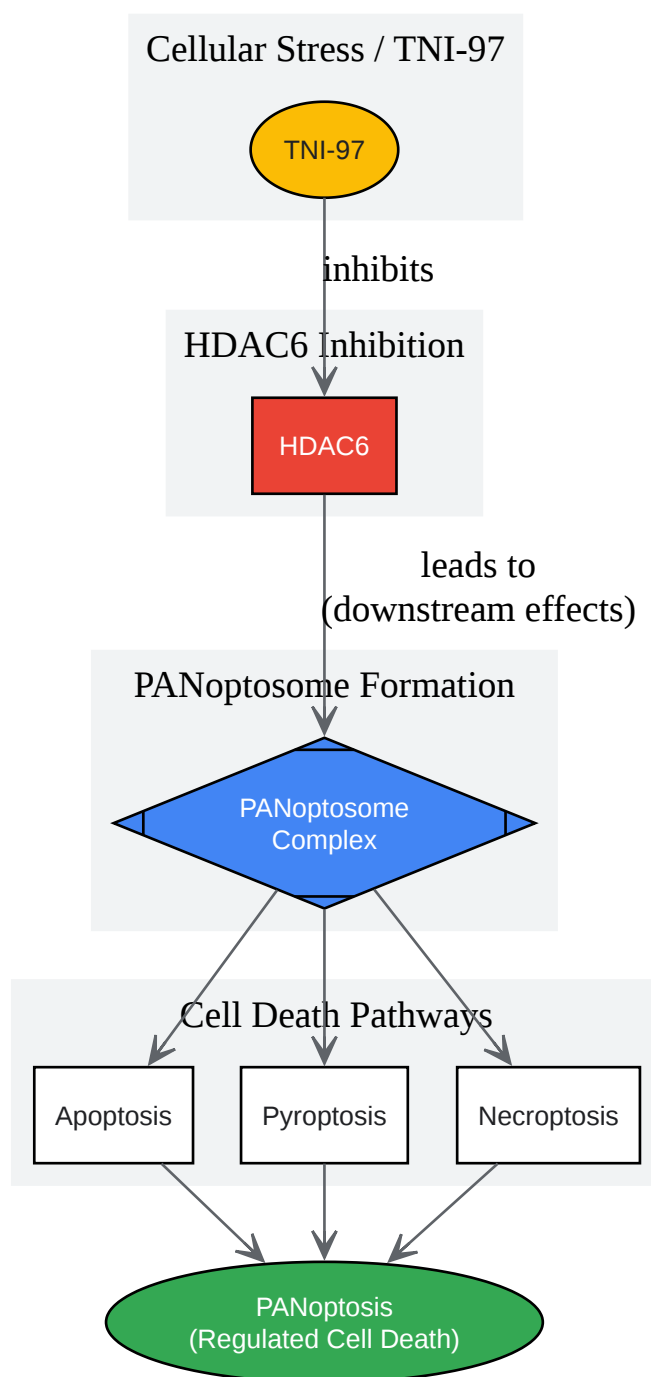 Cellular Stress / TNI-97
TNI-97
inhibits
HDAC6 Inhibition
HDAC6
leads to
(downstream effects)
PANoptosome Formation
PANoptosome
Complex
Cell Death Pathways
Apoptosis
Pyroptosis
Necroptosis
PANoptosis
(Regulated Cell Death)